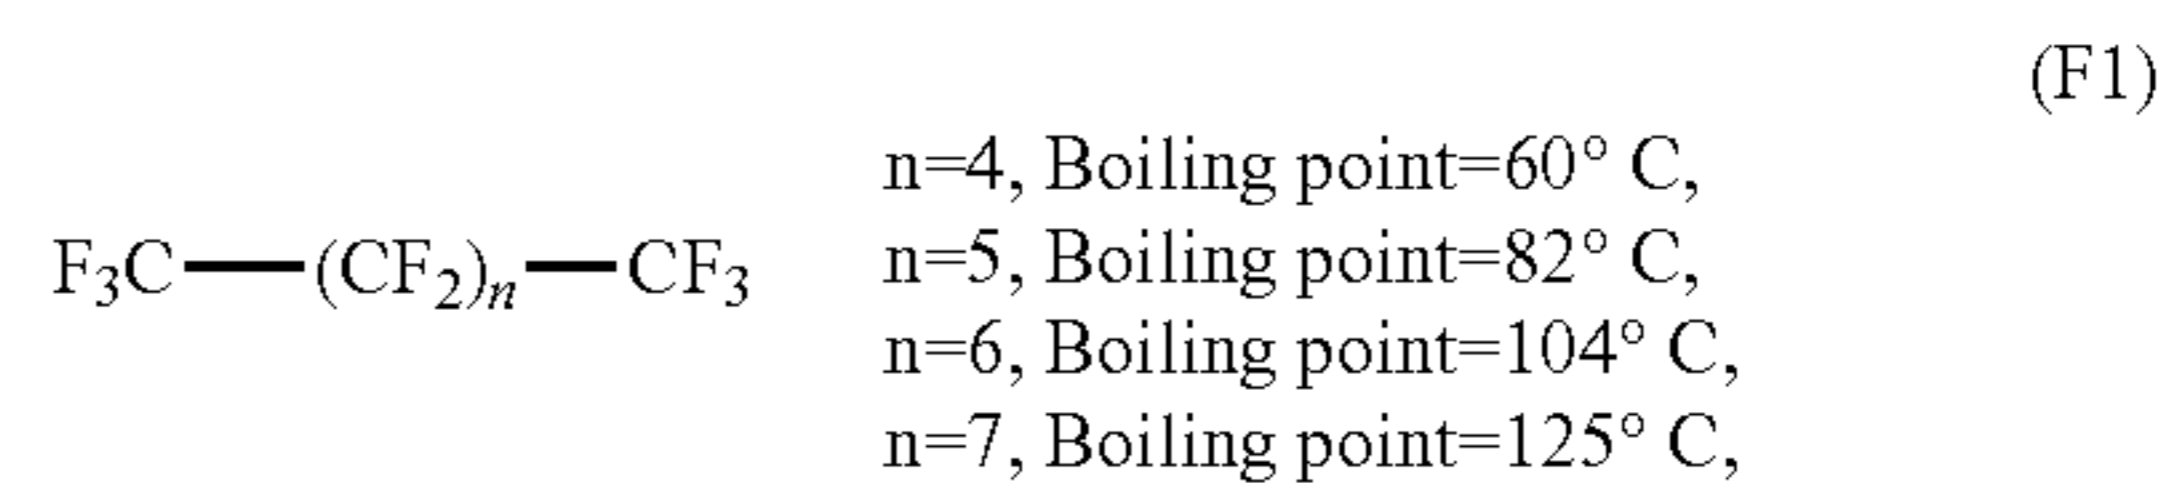 (F1)
n=4, Boiling point=60° C,
n=5, Boiling point=82° C,
F₃C—(CF₂)ₙ—CF₃
n=6, Boiling point=104° C,
n=7, Boiling point=125° C,